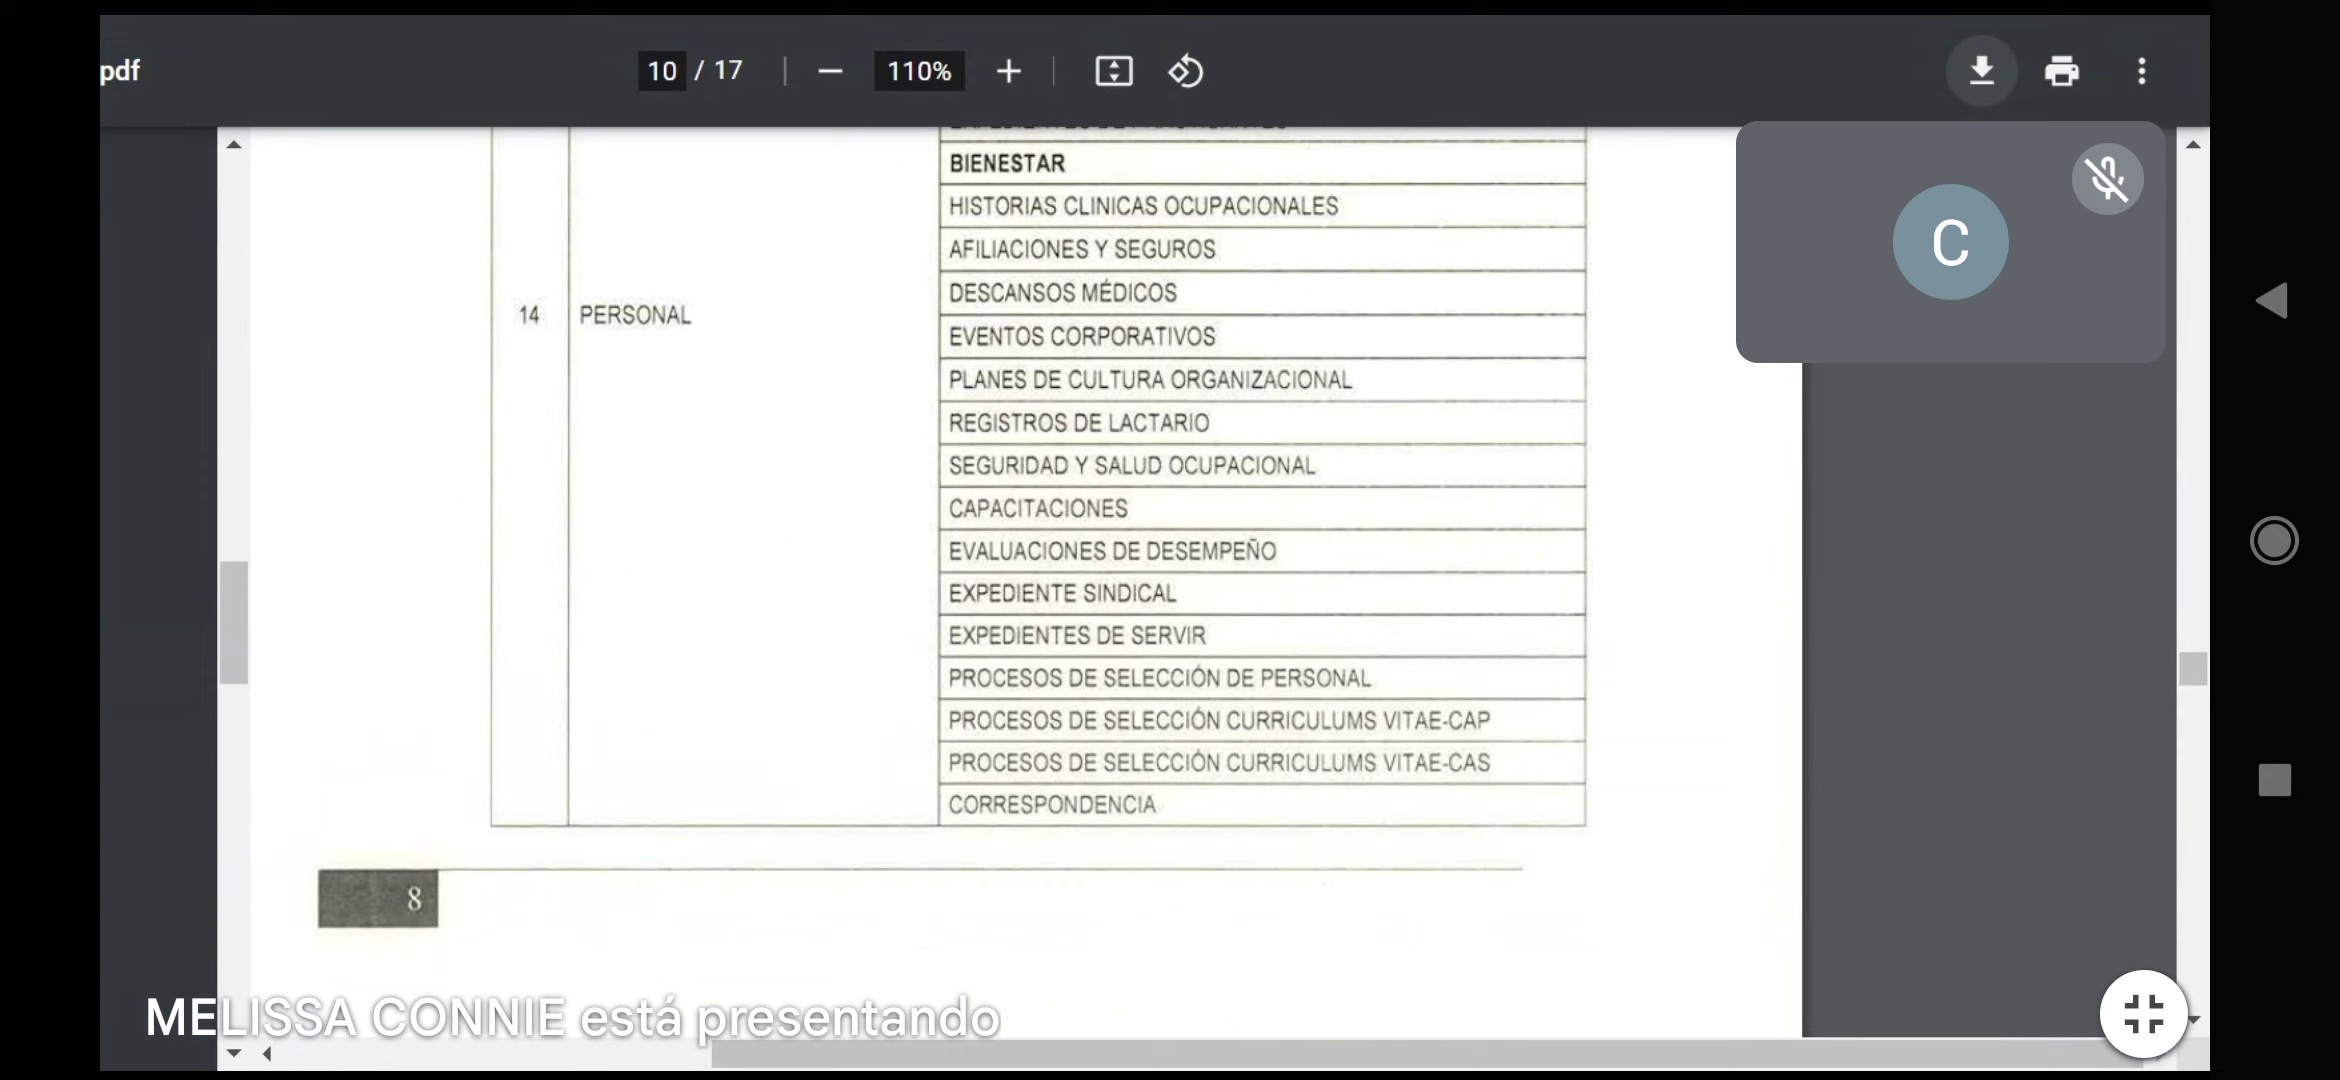 pdf
10 / 17
110%
BIENESTAR
HISTORIAS CLINICAS OCUPACIONALES
AFILIACIONES Y SEGUROS
DESCANSOS MÉDICOS
14 PERSONAL
EVENTOS CORPORATIVOS
PLANES DE CULTURA ORGANIZACIONAL
REGISTROS DE LACTARIO
SEGURIDAD Y SALUD OCUPACIONAL
CAPACITACIONES
EVALUACIONES DE DESEMPEÑO
EXPEDIENTE SINDICAL
EXPEDIENTES DE SERVIR
PROCESOS DE SELECCIÓN DE PERSONAL
PROCESOS DE SELECCIÓN CURRICULUMS VITAE-CAP
PROCESOS DE SELECCIÓN CURRICULUMS VITAE-CAS
CORRESPONDENCIA
8
C
MELISSA CONNIE está presentando